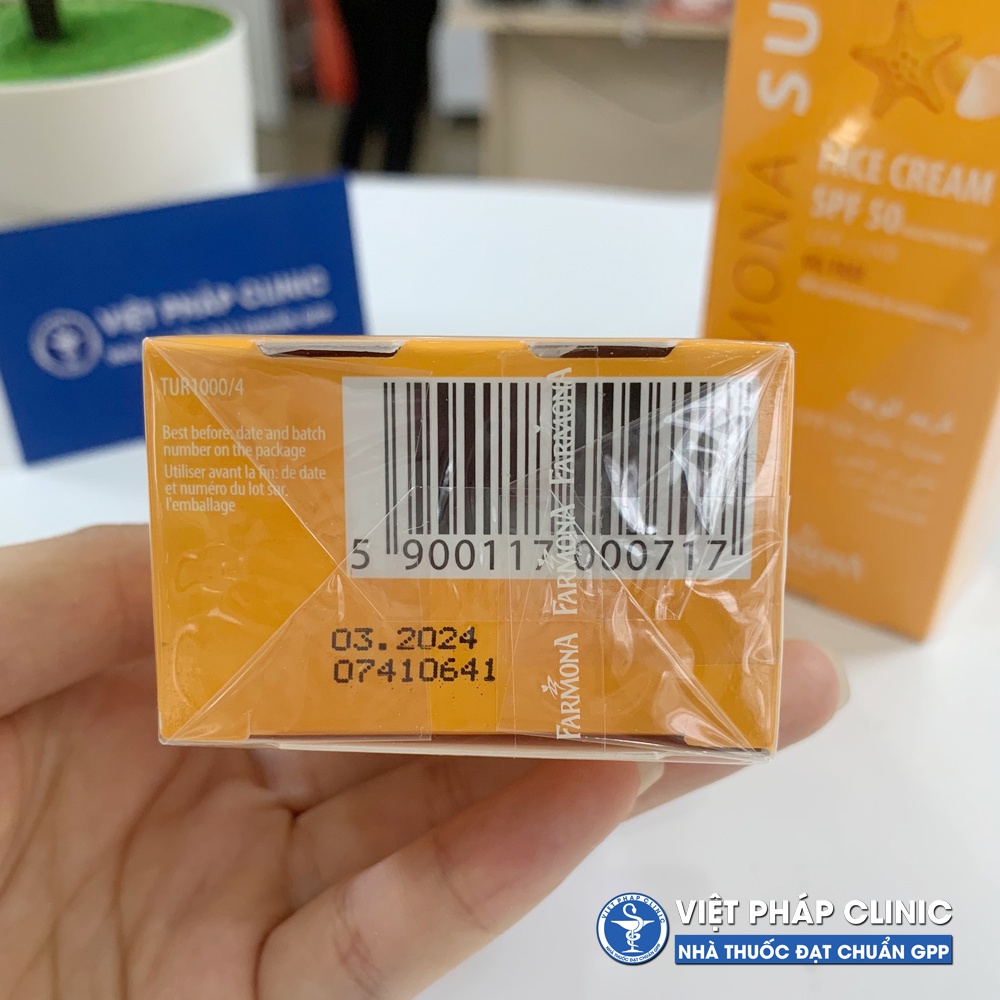 SU
MONA
FACE CREAM
SPF 50
VIỆT PHÁP CLINIC
TUR1000/4
Best before: date and batch
number on the package
Utiliser avant la fin: de date
et numéro du lot sur
l'emballage
5 900117 000717
FARMONA FARMONA FARMONA
03.2024
07410641
VIỆT PHÁP CLINIC
NHÀ THUỐC ĐẠT CHUẨN GPP